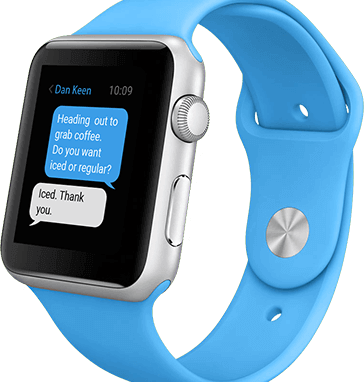 < Dan Keen 10:09
Heading out to
grab coffee.
Do you want
iced or regular?
Iced. Thank
you.